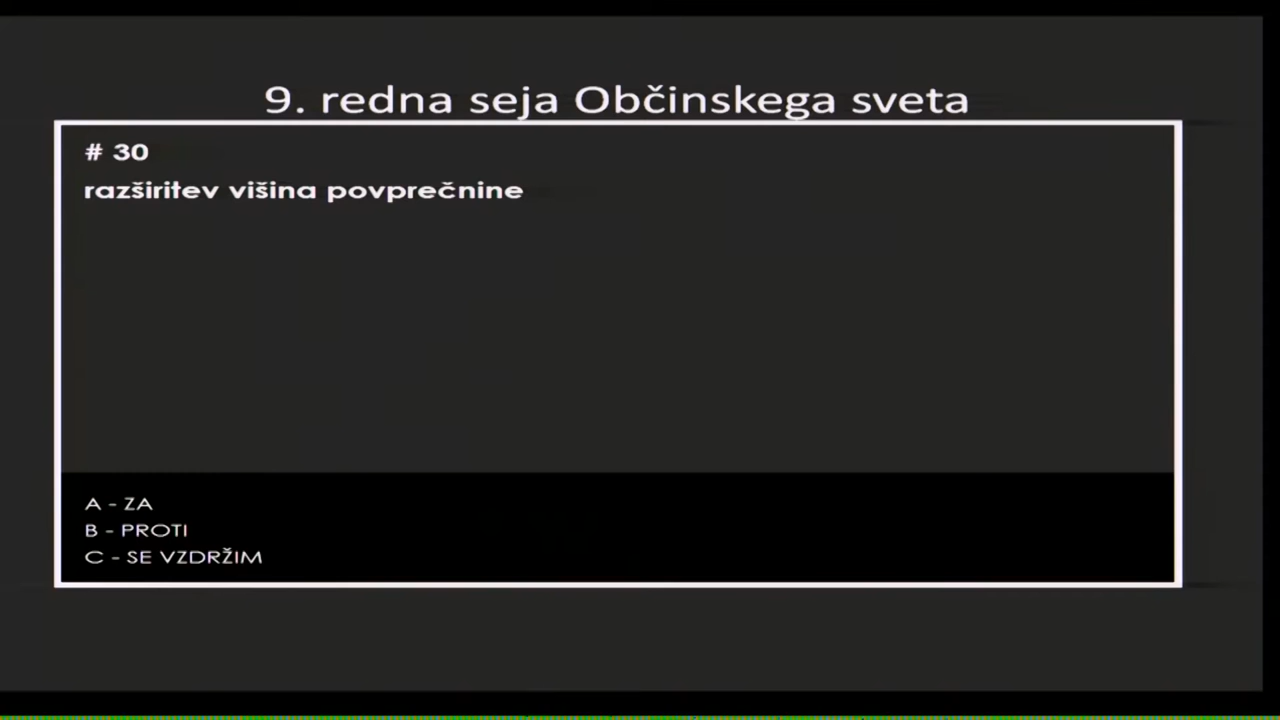 9. redna seja Občinskega sveta
# 30
razširitev višina povprečnine
A - ZA
B - PROTI
C - SE VZDRŽIM